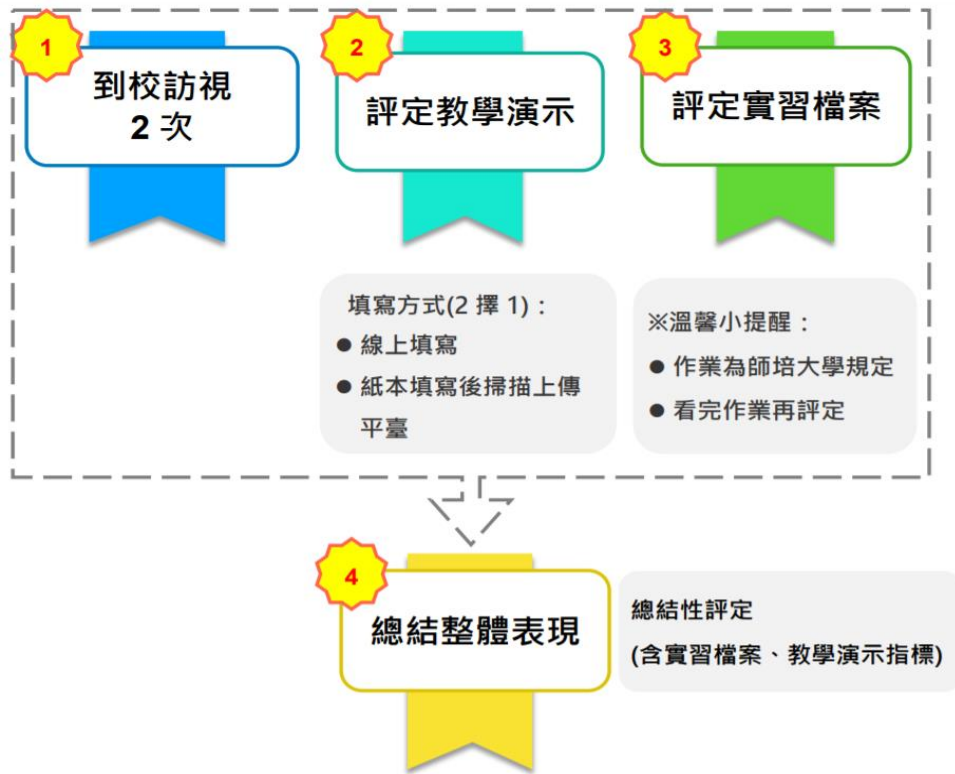 1
到校訪視
2 次
2
評定教學演示
3
評定實習檔案
填寫方式(2 擇 1)：
● 線上填寫
● 紙本填寫後掃描上傳
平臺
※溫馨小提醒：
● 作業為師培大學規定
● 看完作業再評定
4
總結整體表現
總結性評定
(含實習檔案、教學演示指標)